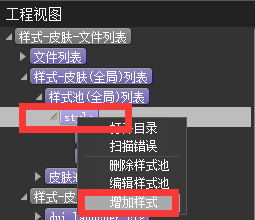 工程视图
样式-皮肤-文件列表
文件列表
样式-皮肤(全局)列表
样式池(全局)列表
打开目录
扫描错误
删除样式池
皮肤
编辑样式池
样式-皮
增加样式